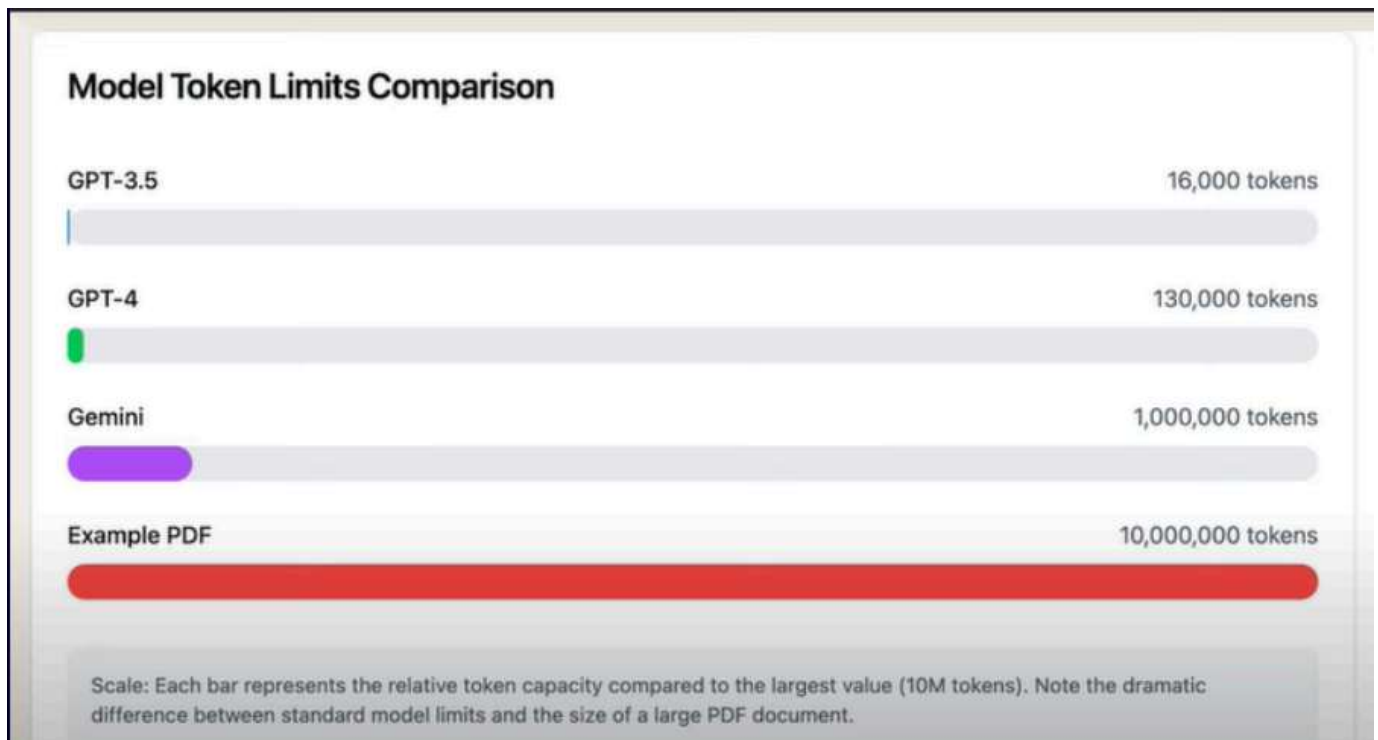 Model Token Limits Comparison
GPT-3.5 16,000 tokens
GPT-4 130,000 tokens
Gemini 1,000,000 tokens
Example PDF 10,000,000 tokens
Scale: Each bar represents the relative token capacity compared to the largest value (10M tokens). Note the dramatic
difference between standard model limits and the size of a large PDF document.